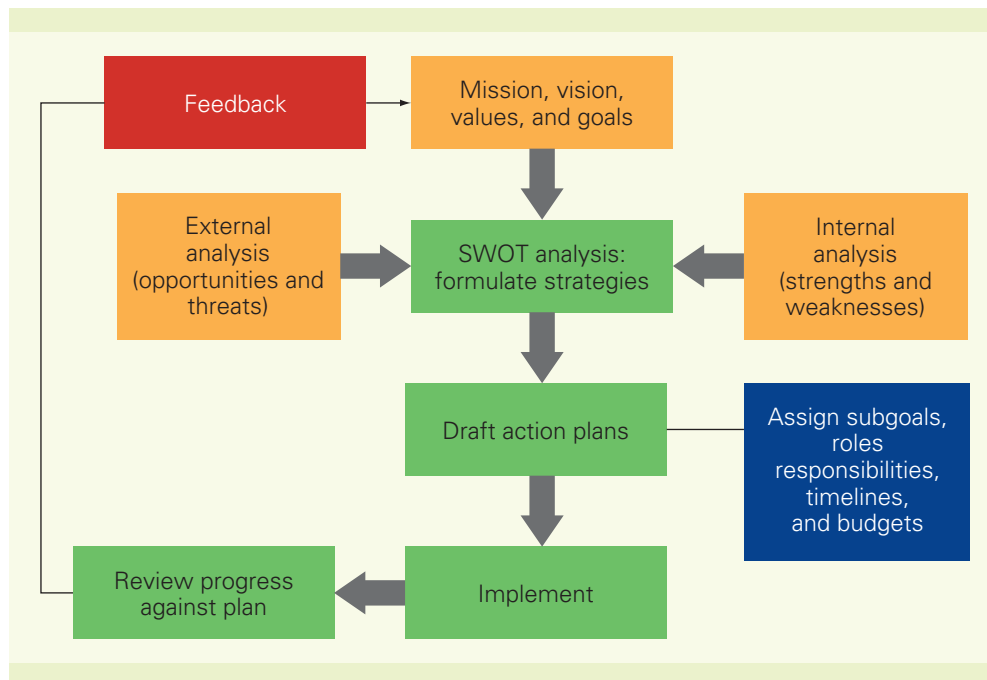 Feedback
Mission, vision,
values, and goals
External
analysis
(opportunities and
threats)
SWOT analysis:
formulate strategies
Internal
analysis
(strengths and
weaknesses)
Draft action plans
Assign subgoals,
roles
responsibilities,
timelines,
and budgets
Review progress
against plan
Implement